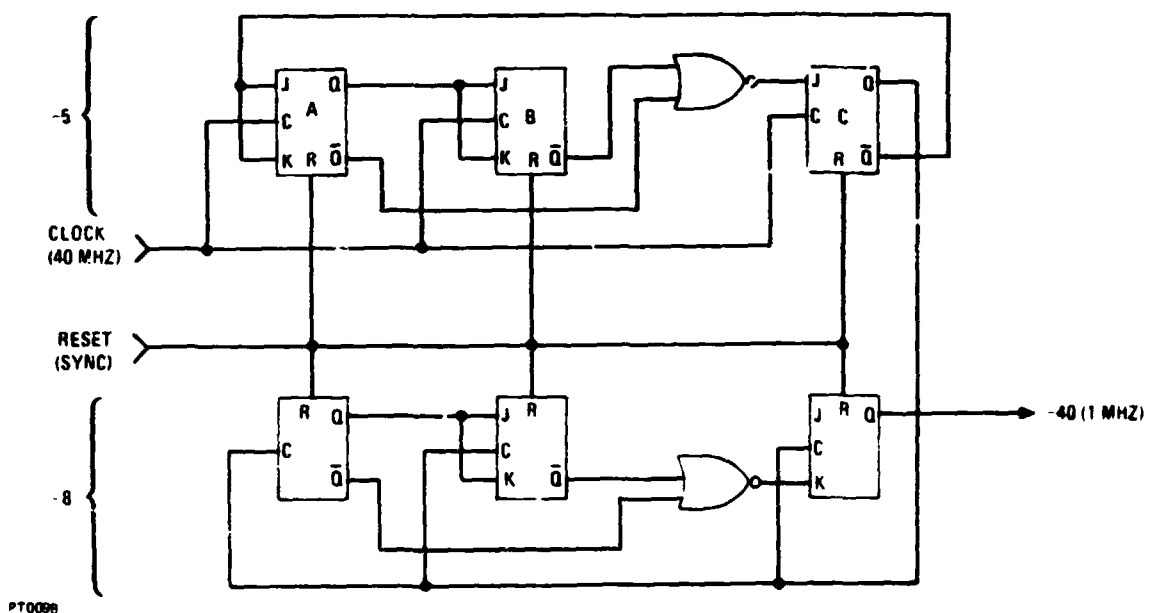 -5
J Q J J Q
A B C
C C C
K R Q̅ K R Q̅ R Q̅
CLOCK
(40 MHZ)
RESET
(SYNC)
R Q J R J R Q
-40 (1 MHZ)
C C C
-8
Q̅ K Q̅ K
PT0098